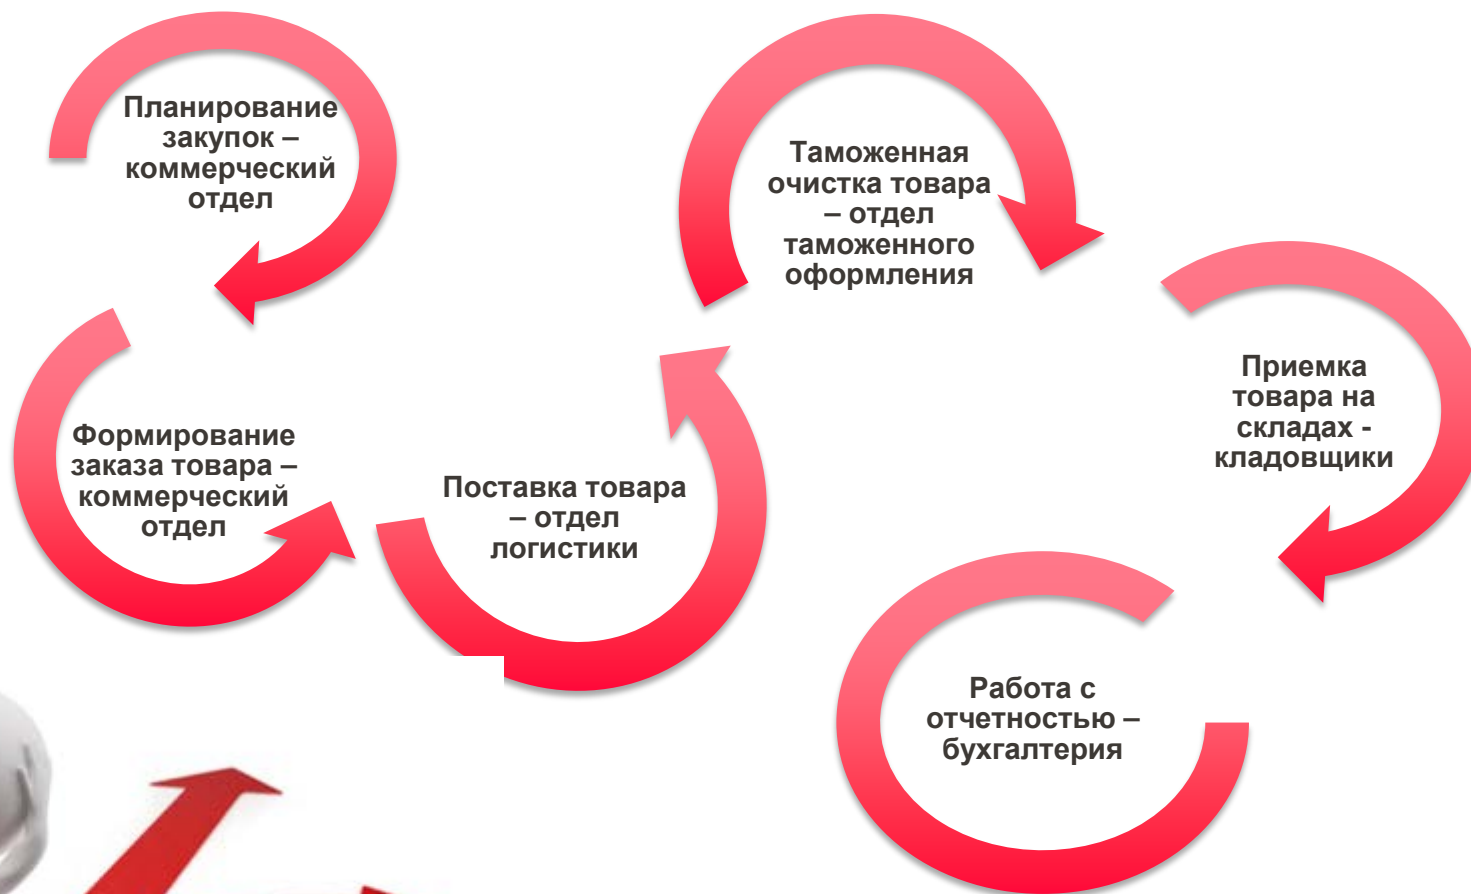 Планирование
закупок –
коммерческий
отдел
Формирование
заказа товара –
коммерческий
отдел
Поставка товара
– отдел
логистики
Таможенная
очистка товара
– отдел
таможенного
оформления
Приемка
товара на
складах -
кладовщики
Работа с
отчетностью –
бухгалтерия